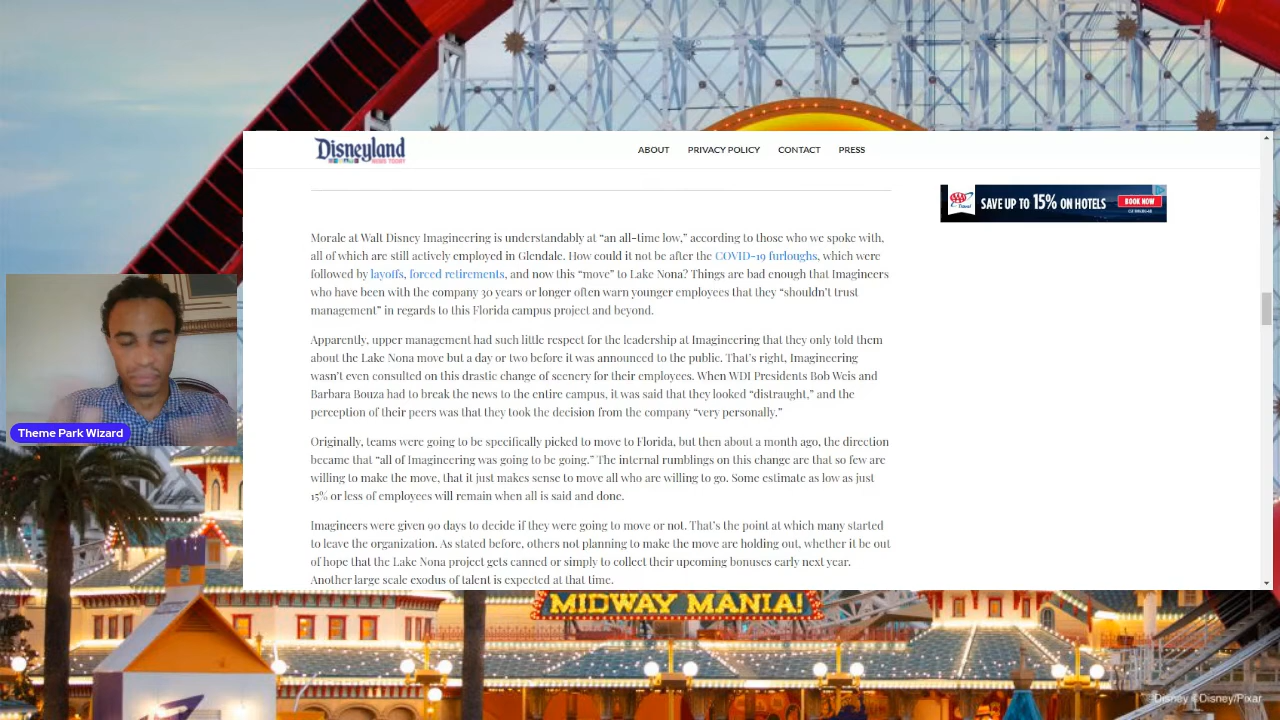 Disneyland
NEWS TODAY
ABOUT PRIVACY POLICY CONTACT PRESS
AAA Travel SAVE UP TO 15% ON HOTELS BOOK NOW
Morale at Walt Disney Imagineering is understandably at “an all-time low,” according to those who we spoke with,
all of which are still actively employed in Glendale. How could it not be after the COVID-19 furloughs, which were
followed by layoffs, forced retirements, and now this “move” to Lake Nona? Things are bad enough that Imagineers
who have been with the company 30 years or longer often warn younger employees that they “shouldn’t trust
management” in regards to this Florida campus project and beyond.
Apparently, upper management had such little respect for the leadership at Imagineering that they only told them
about the Lake Nona move but a day or two before it was announced to the public. That’s right, Imagineering
wasn’t even consulted on this drastic change of scenery for their employees. When WDI Presidents Bob Weis and
Barbara Bouza had to break the news to the entire campus, it was said that they looked “distraught,” and the
perception of their peers was that they took the decision from the company “very personally.”
Originally, teams were going to be specifically picked to move to Florida, but then about a month ago, the direction
became that “all of Imagineering was going to be going.” The internal rumblings on this change are that so few are
willing to make the move, that it just makes sense to move all who are willing to go. Some estimate as low as just
15% or less of employees will remain when all is said and done.
Imagineers were given 90 days to decide if they were going to move or not. That’s the point at which many started
to leave the organization. As stated before, others not planning to make the move are holding out, whether it be out
of hope that the Lake Nona project gets canned or simply to collect their upcoming bonuses early next year.
Another large scale exodus of talent is expected at that time.
Theme Park Wizard
MIDWAY MANIA!
©Disney ©Disney/Pixar